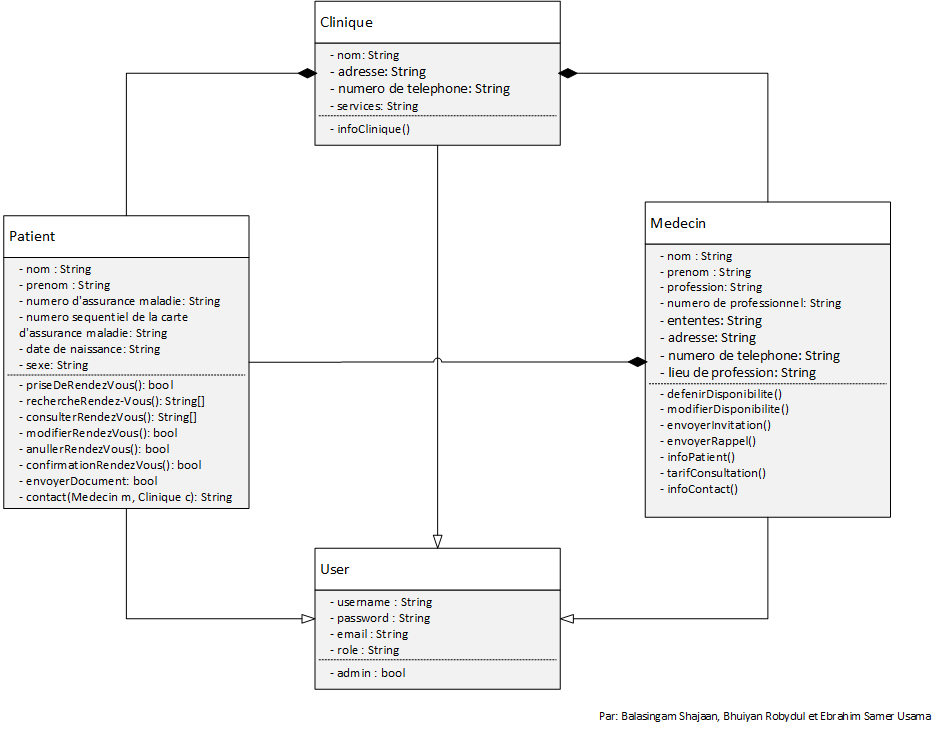 Clinique
- nom: String
- adresse: String
- numero de telephone: String
- services: String
- infoClinique()
Patient
- nom : String
- prenom : String
- numero d'assurance maladie: String
- numero sequentiel de la carte
d'assurance maladie: String
- date de naissance: String
- sexe: String
- priseDeRendezVous(): bool
- rechercheRendez-Vous(): String[]
- consulterRendezVous(): String[]
- modifierRendezVous(): bool
- anullerRendezVous(): bool
- confirmationRendezVous(): bool
- envoyerDocument: bool
- contact(Medecin m, Clinique c): String
Medecin
- nom : String
- prenom : String
- profession: String
- numero de professionnel: String
- ententes: String
- adresse: String
- numero de telephone: String
- lieu de profession: String
- defenirDisponibilite()
- modifierDisponibilite()
- envoyerInvitation()
- envoyerRappel()
- infoPatient()
- tarifConsultation()
- infoContact()
User
- username : String
- password : String
- email : String
- role : String
- admin : bool
Par: Balasingam Shajaan, Bhuiyan Robydul et Ebrahim Samer Usama